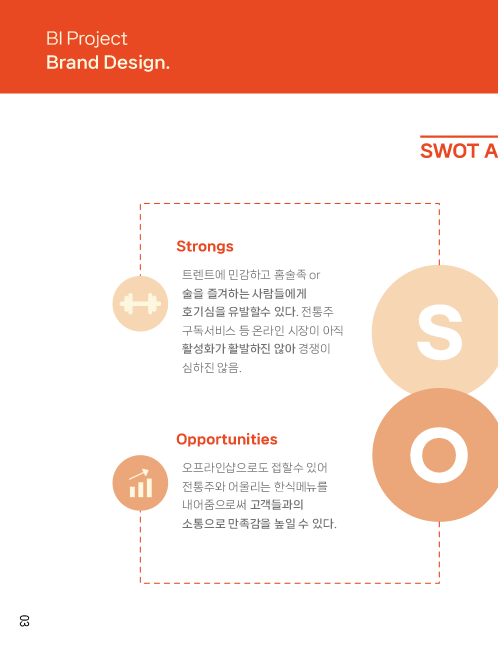 BI Project
Brand Design.
SWOT A
Strongs
트렌트에 민감하고 홈술족 or
술을 즐겨하는 사람들에게
호기심을 유발할수 있다. 전통주
구독서비스 등 온라인 시장이 아직
활성화가 활발하진 않아 경쟁이
심하진 않음.
S
Opportunities
오프라인샵으로도 접할수 있어
전통주와 어울리는 한식메뉴를
내어줌으로써 고객들과의
소통으로 만족감을 높일 수 있다.
O
03